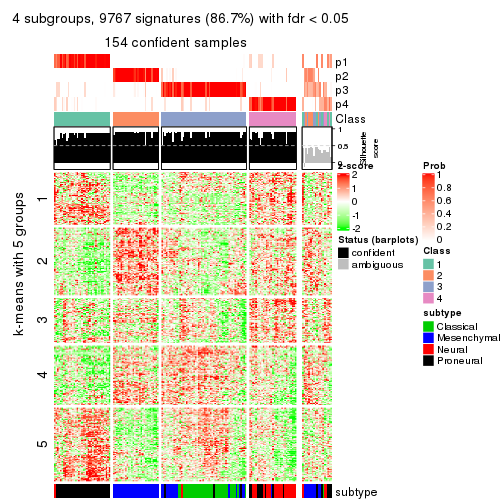 4 subgroups, 9767 signatures (86.7%) with fdr < 0.05
154 confident samples
p1
p2
p3
p4
Class
1
0.5
0
Silhouette
score
k-means with 5 groups
1
2
3
4
5
subtype
z-score
2
1
0
-1
-2
Status (barplots)
confident
ambiguous
Prob
1
0.8
0.6
0.4
0.2
0
Class
1
2
3
4
subtype
Classical
Mesenchymal
Neural
Proneural